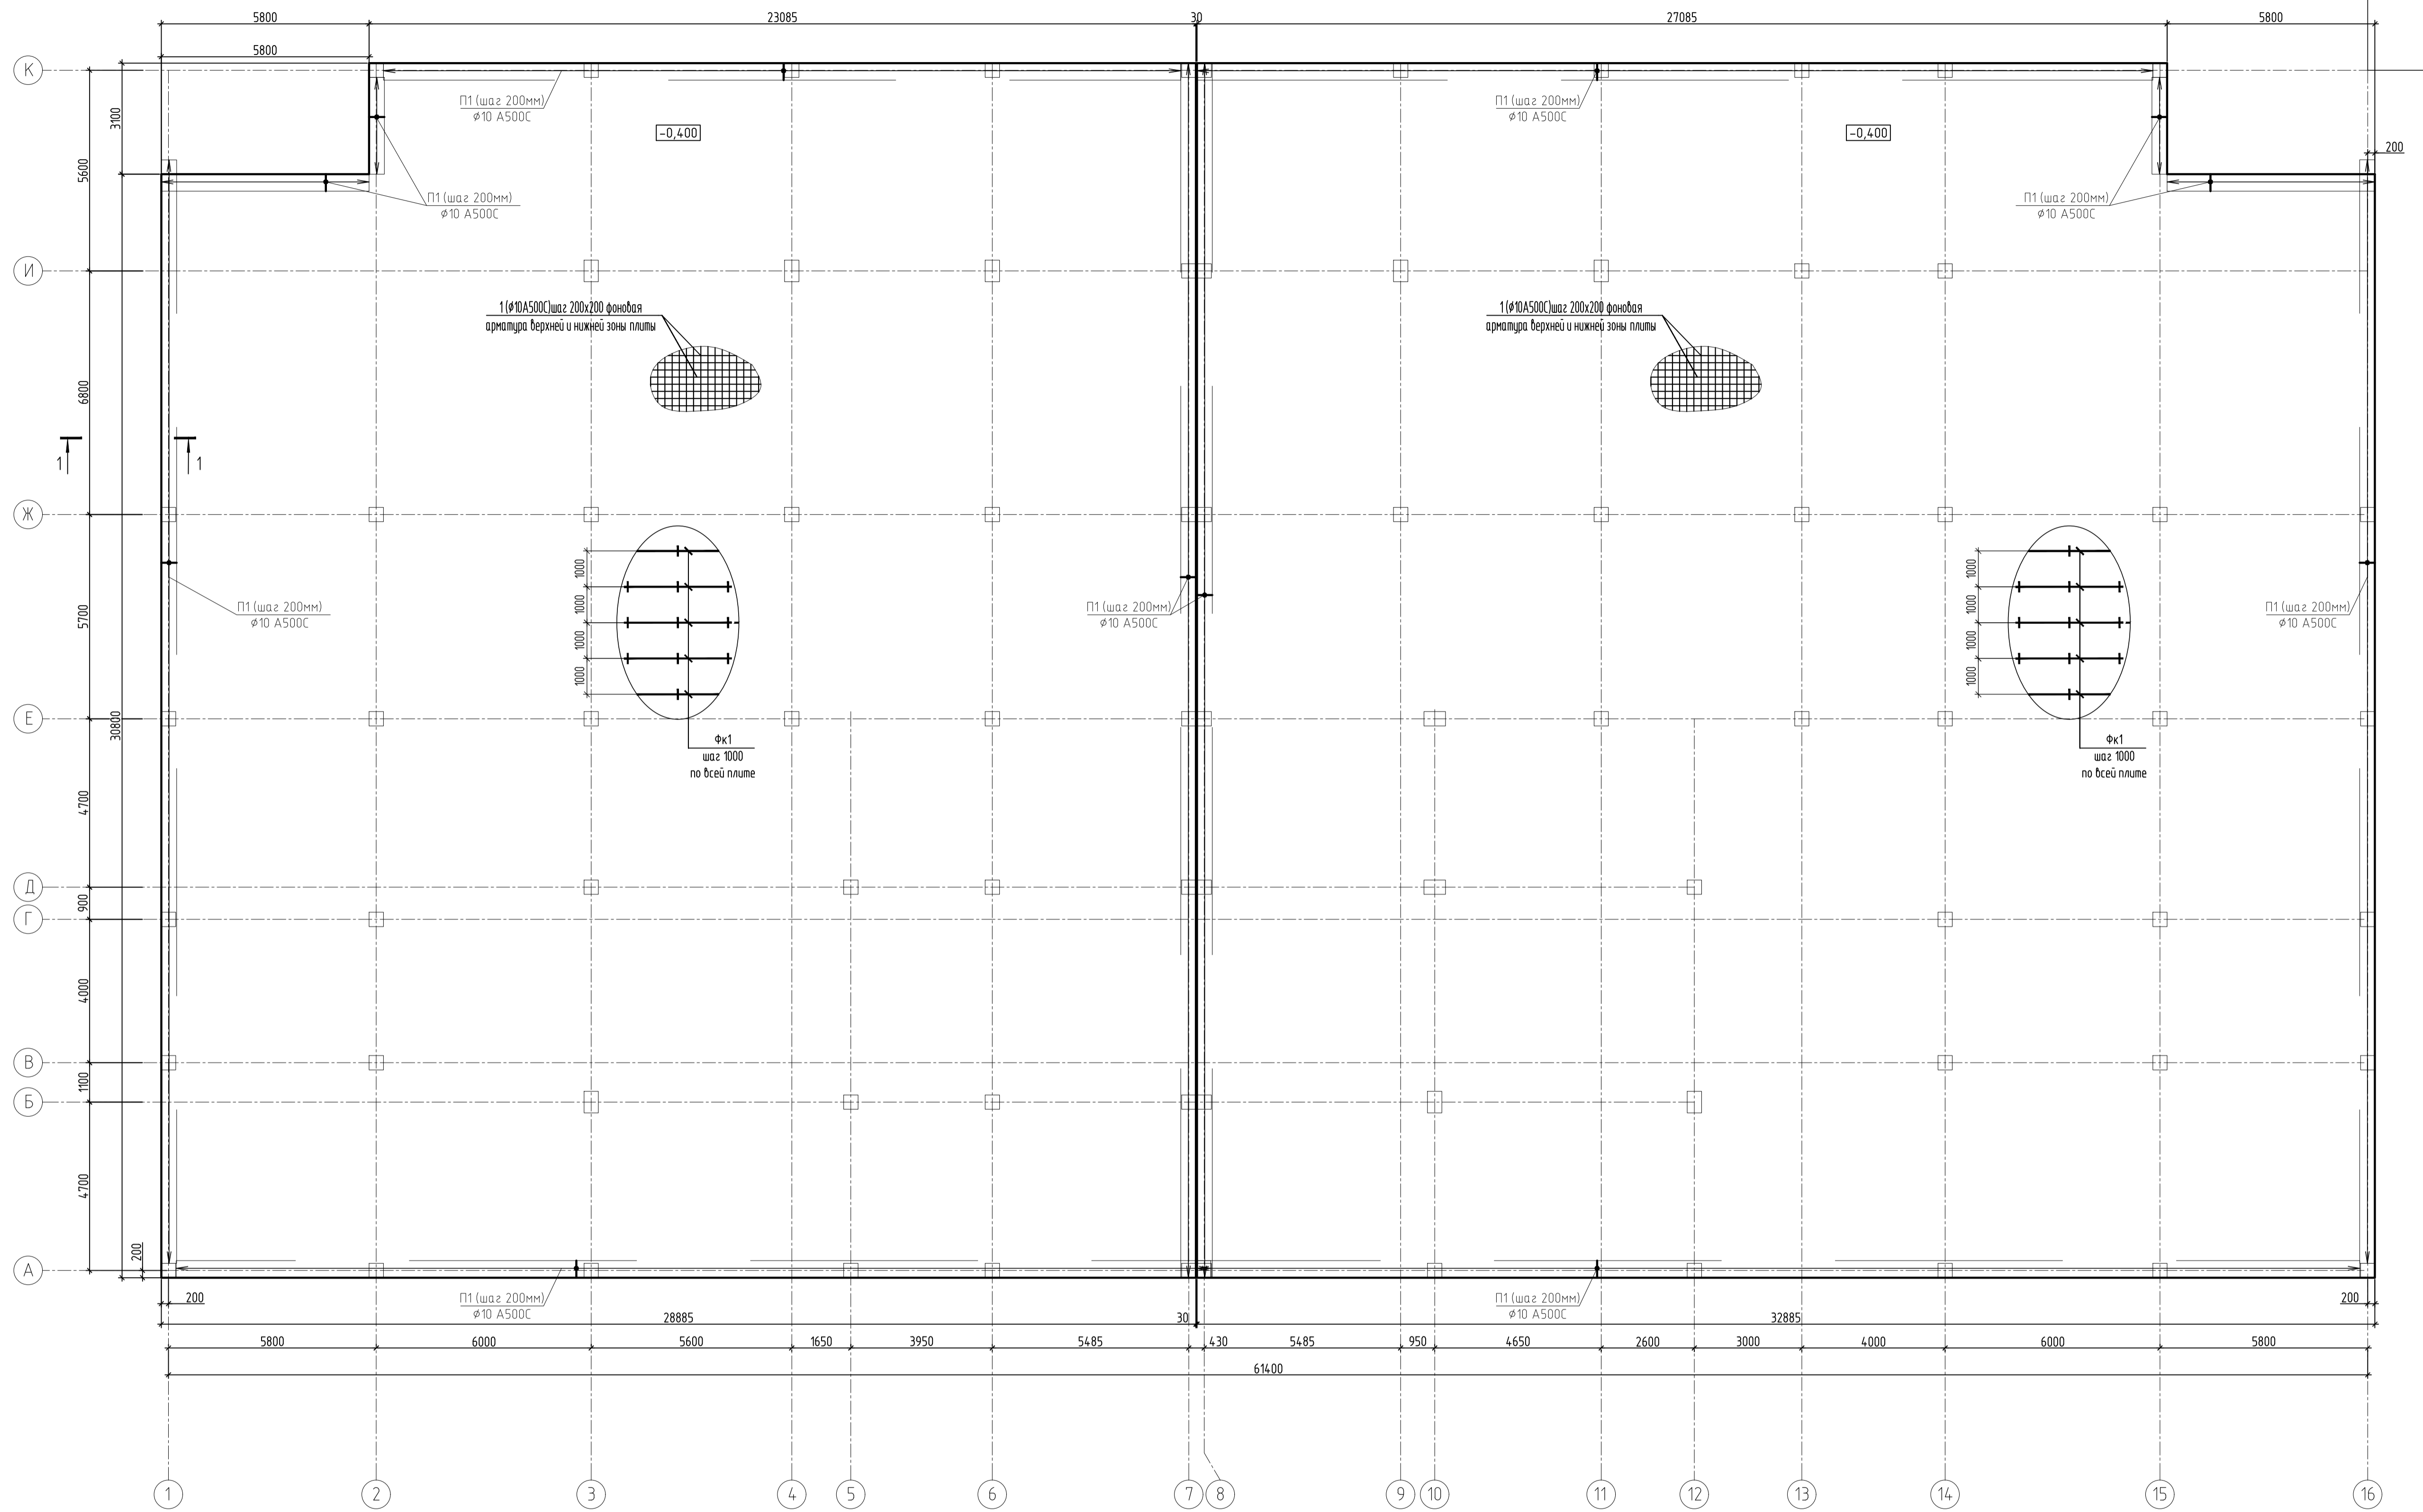 5800 23085 30 27085 5800
5800
К
3100
П1 (шаг 200мм)
⌀10 А500С
П1 (шаг 200мм)
⌀10 А500С
-0,400
-0,400
200
5600
П1 (шаг 200мм)
⌀10 А500С
П1 (шаг 200мм)
⌀10 А500С
И
1 (⌀10А500С)шаг 200х200 фоновая
арматура верхней и нижней зоны плиты
1 (⌀10А500С)шаг 200х200 фоновая
арматура верхней и нижней зоны плиты
6800
1 1
Ж
1000
1000
1000
1000
1000
1000
1000
1000
5700
П1 (шаг 200мм)
⌀10 А500С
П1 (шаг 200мм)
⌀10 А500С
П1 (шаг 200мм)
⌀10 А500С
Е
30800
Фк1
шаг 1000
по всей плите
Фк1
шаг 1000
по всей плите
4700
Д
900
Г
4000
В
1100
Б
4700
200
А
200
П1 (шаг 200мм)
⌀10 А500С
П1 (шаг 200мм)
⌀10 А500С
200
28885 30 32885
5800 6000 5600 1650 3950 5485 430 5485 950 4650 2600 3000 4000 6000 5800
61400
1 2 3 4 5 6 7 8 9 10 11 12 13 14 15 16